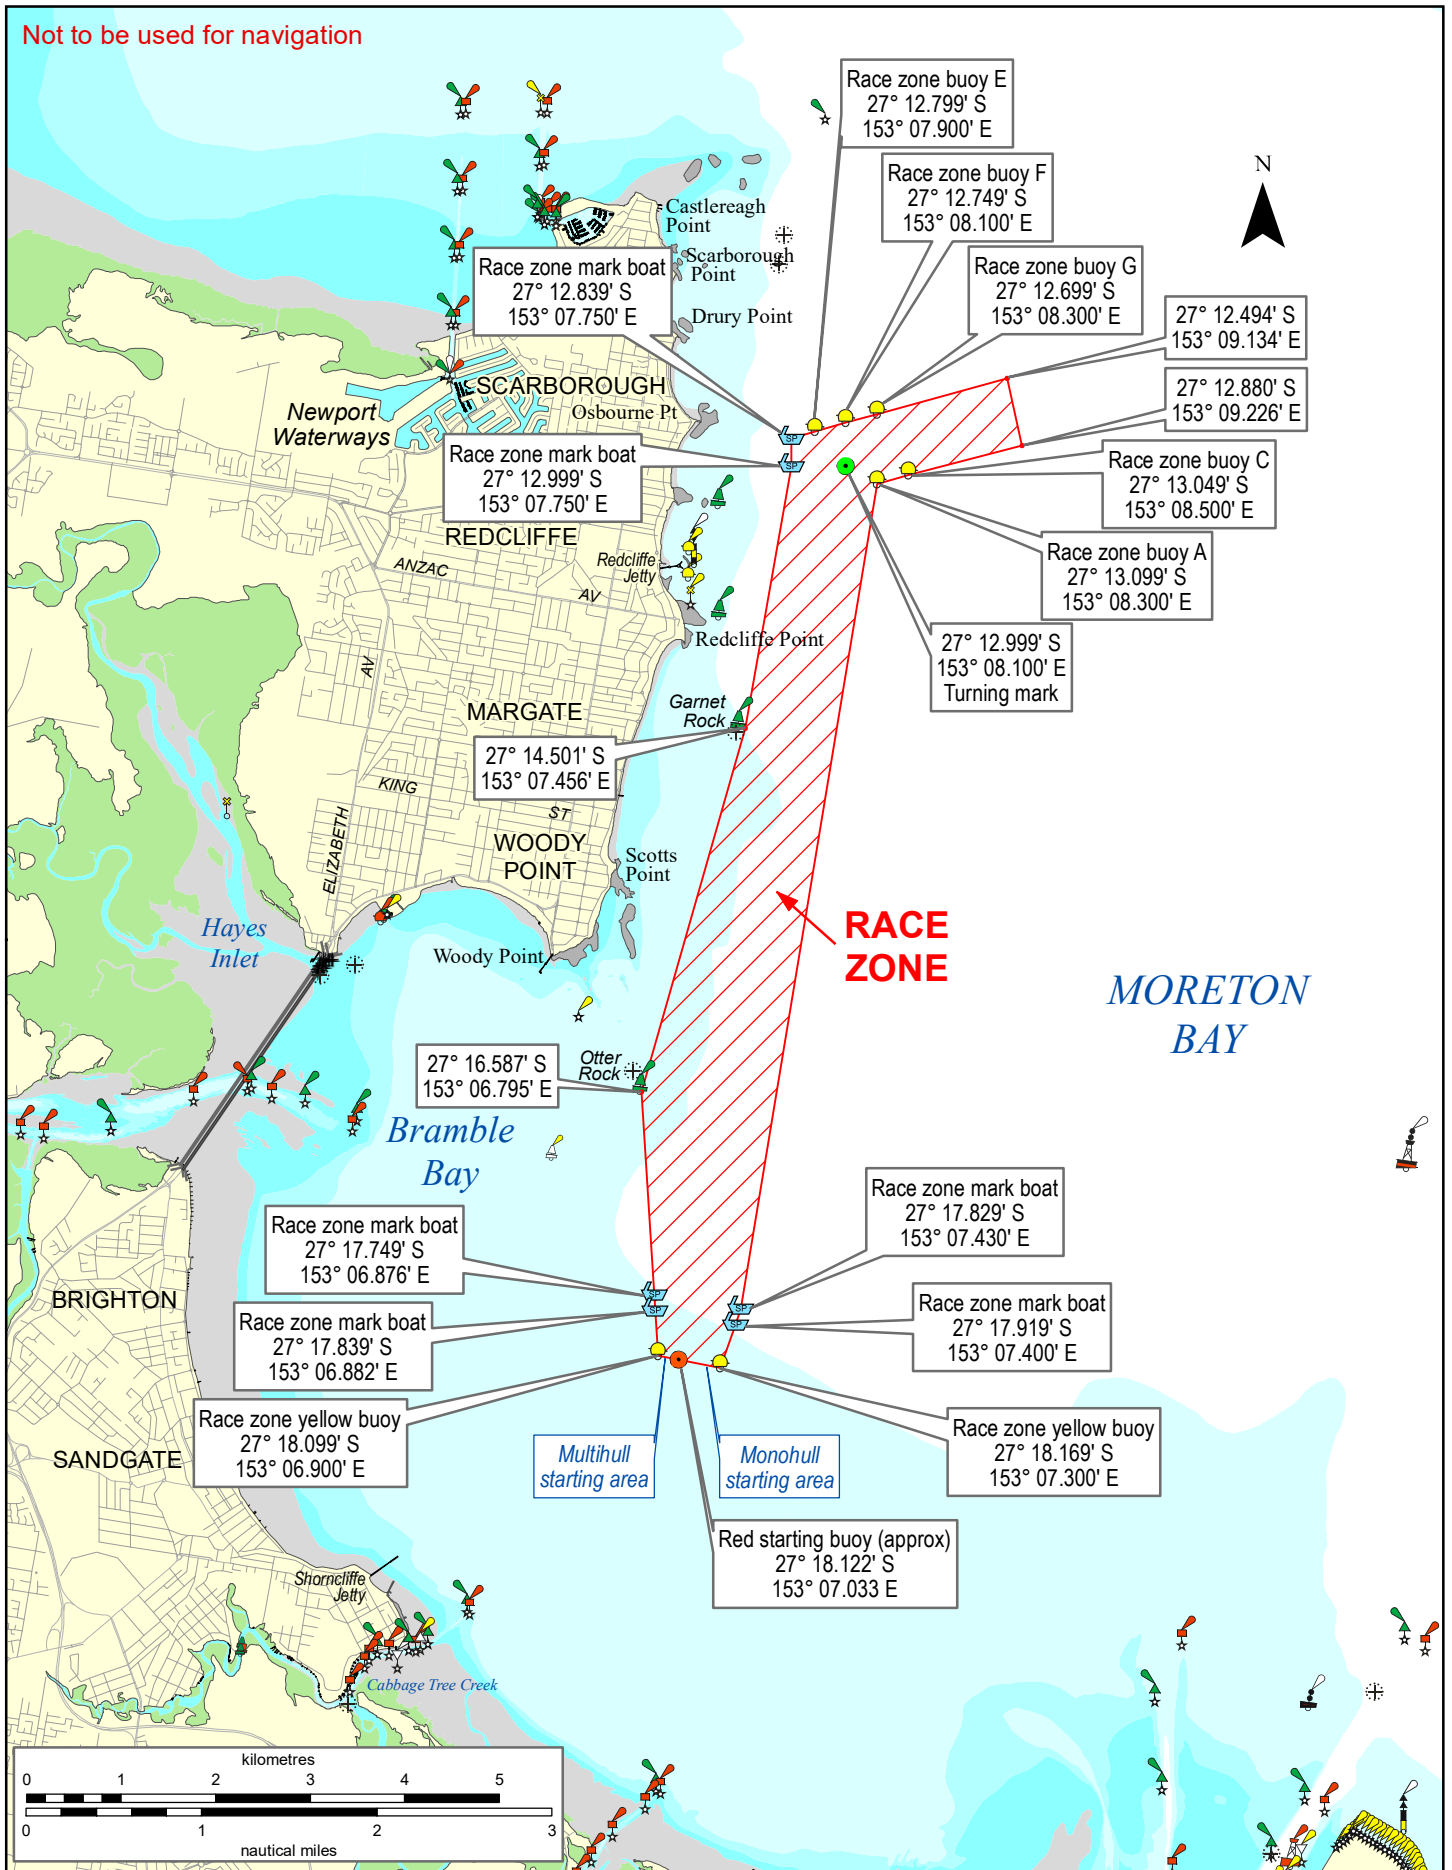 Not to be used for navigation
Race zone buoy E
27° 12.799' S
153° 07.900' E
Race zone buoy F
27° 12.749' S
153° 08.100' E
N
Castlereagh
Point
Scarborough
Point
Race zone mark boat
27° 12.839' S
153° 07.750' E
Race zone buoy G
27° 12.699' S
153° 08.300' E
27° 12.494' S
153° 09.134' E
Drury Point
SCARBOROUGH
Newport
Waterways
Osbourne Pt
27° 12.880' S
153° 09.226' E
SP
SP
Race zone mark boat
27° 12.999' S
153° 07.750' E
Race zone buoy C
27° 13.049' S
153° 08.500' E
REDCLIFFE
ANZAC
AV
Redcliffe
Jetty
Race zone buoy A
27° 13.099' S
153° 08.300' E
Redcliffe Point
27° 12.999' S
153° 08.100' E
Turning mark
AV
MARGATE
Garnet
Rock
27° 14.501' S
153° 07.456' E
KING
ST
ELIZABETH
WOODY
POINT
Scotts
Point
RACE
ZONE
Hayes
Inlet
Woody Point
MORETON
BAY
27° 16.587' S
153° 06.795' E
Otter
Rock
Bramble
Bay
Race zone mark boat
27° 17.829' S
153° 07.430' E
Race zone mark boat
27° 17.749' S
153° 06.876' E
SP
SP
SP
SP
BRIGHTON
Race zone mark boat
27° 17.839' S
153° 06.882' E
Race zone mark boat
27° 17.919' S
153° 07.400' E
Race zone yellow buoy
27° 18.099' S
153° 06.900' E
Race zone yellow buoy
27° 18.169' S
153° 07.300' E
SANDGATE
Multihull
starting area
Monohull
starting area
Red starting buoy (approx)
27° 18.122' S
153° 07.033 E
Shorncliffe
Jetty
Cabbage Tree Creek
kilometres
0 1 2 3 4 5
0 1 2 3
nautical miles